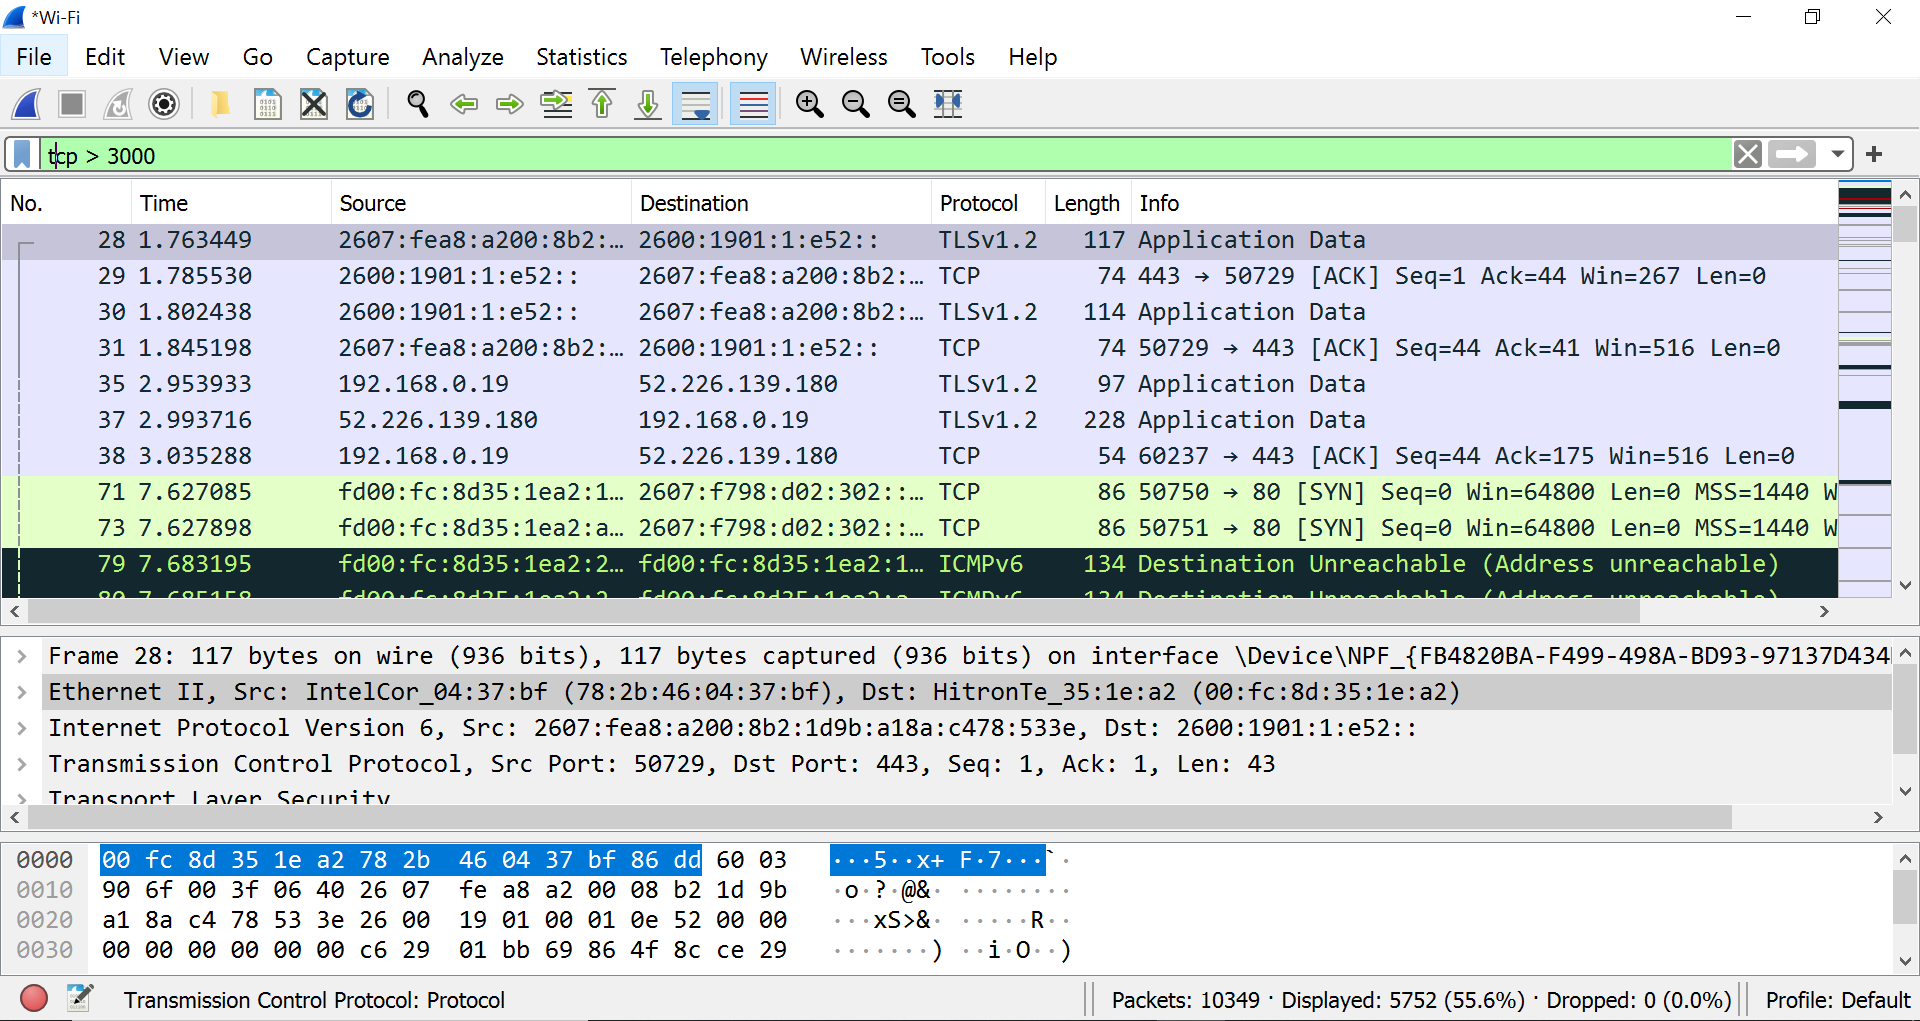 *Wi-Fi
File Edit View Go Capture Analyze Statistics Telephony Wireless Tools Help
tcp > 3000
No. Time Source Destination Protocol Length Info
28 1.763449 2607:fea8:a200:8b2:… 2600:1901:1:e52:: TLSv1.2 117 Application Data
29 1.785530 2600:1901:1:e52:: 2607:fea8:a200:8b2:… TCP 74 443 → 50729 [ACK] Seq=1 Ack=44 Win=267 Len=0
30 1.802438 2600:1901:1:e52:: 2607:fea8:a200:8b2:… TLSv1.2 114 Application Data
31 1.845198 2607:fea8:a200:8b2:… 2600:1901:1:e52:: TCP 74 50729 → 443 [ACK] Seq=44 Ack=41 Win=516 Len=0
35 2.953933 192.168.0.19 52.226.139.180 TLSv1.2 97 Application Data
37 2.993716 52.226.139.180 192.168.0.19 TLSv1.2 228 Application Data
38 3.035288 192.168.0.19 52.226.139.180 TCP 54 60237 → 443 [ACK] Seq=44 Ack=175 Win=516 Len=0
71 7.627085 fd00:fc:8d35:1ea2:1… 2607:f798:d02:302::… TCP 86 50750 → 80 [SYN] Seq=0 Win=64800 Len=0 MSS=1440 W
73 7.627898 fd00:fc:8d35:1ea2:a… 2607:f798:d02:302::… TCP 86 50751 → 80 [SYN] Seq=0 Win=64800 Len=0 MSS=1440 W
79 7.683195 fd00:fc:8d35:1ea2:2… fd00:fc:8d35:1ea2:1… ICMPv6 134 Destination Unreachable (Address unreachable)
80 7.685158 fd00:fc:8d35:1ea2:2… fd00:fc:8d35:1ea2:a… ICMPv6 134 Destination Unreachable (Address unreachable)
Frame 28: 117 bytes on wire (936 bits), 117 bytes captured (936 bits) on interface \Device\NPF_{FB4820BA-F499-498A-BD93-97137D434
Ethernet II, Src: IntelCor_04:37:bf (78:2b:46:04:37:bf), Dst: HitronTe_35:1e:a2 (00:fc:8d:35:1e:a2)
Internet Protocol Version 6, Src: 2607:fea8:a200:8b2:1d9b:a18a:c478:533e, Dst: 2600:1901:1:e52::
Transmission Control Protocol, Src Port: 50729, Dst Port: 443, Seq: 1, Ack: 1, Len: 43
Transport Layer Security
0000 00 fc 8d 35 1e a2 78 2b 46 04 37 bf 86 dd 60 03 ···5··x+ F·7···`·
0010 90 6f 00 3f 06 40 26 07 fe a8 a2 00 08 b2 1d 9b ·o·?·@&· ········
0020 a1 8a c4 78 53 3e 26 00 19 01 00 01 0e 52 00 00 ···xS>&· ·····R··
0030 00 00 00 00 00 00 c6 29 01 bb 69 86 4f 8c ce 29 ·······) ··i·O··)
Transmission Control Protocol: Protocol
Packets: 10349 · Displayed: 5752 (55.6%) · Dropped: 0 (0.0%)
Profile: Default